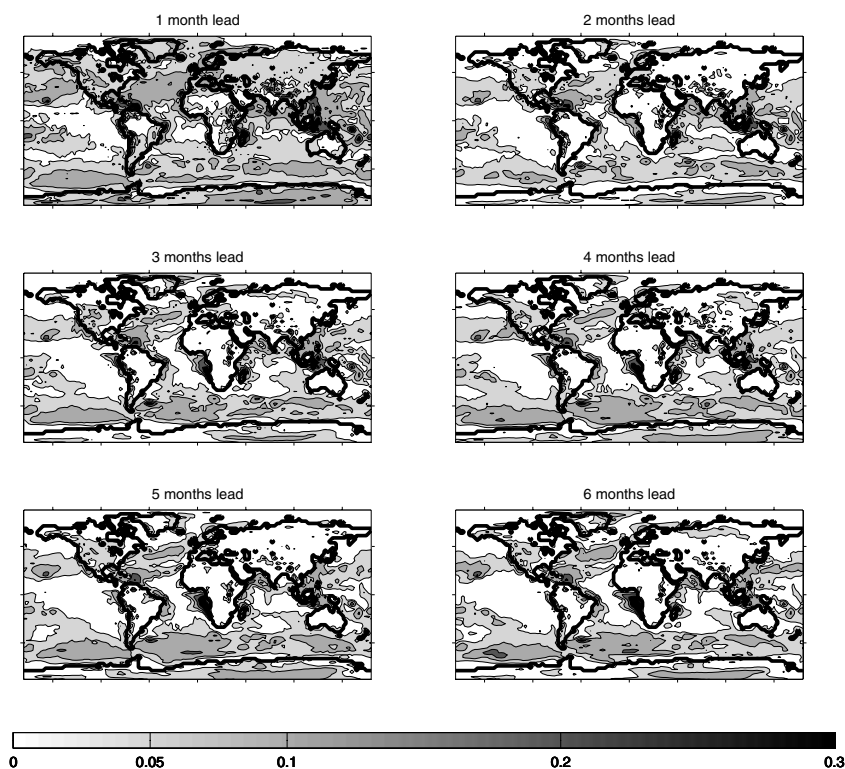 1 month lead
2 months lead
3 months lead
4 months lead
5 months lead
6 months lead
0 0.05 0.1 0.2 0.3